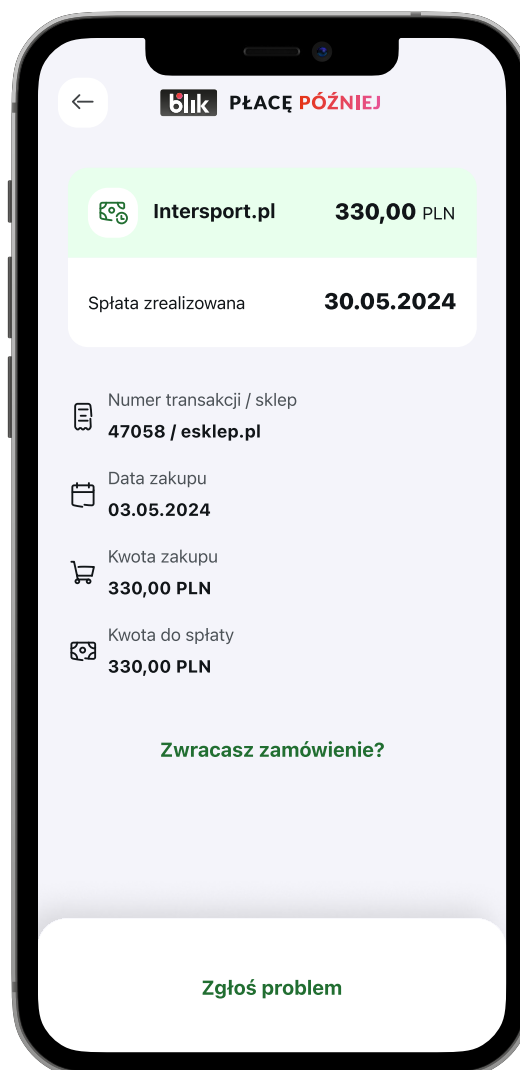 blik PŁACĘ PÓŹNIEJ
Intersport.pl 330,00 PLN
Spłata zrealizowana 30.05.2024
Numer transakcji / sklep
47058 / esklep.pl
Data zakupu
03.05.2024
Kwota zakupu
330,00 PLN
Kwota do spłaty
330,00 PLN
Zwracasz zamówienie?
Zgłoś problem